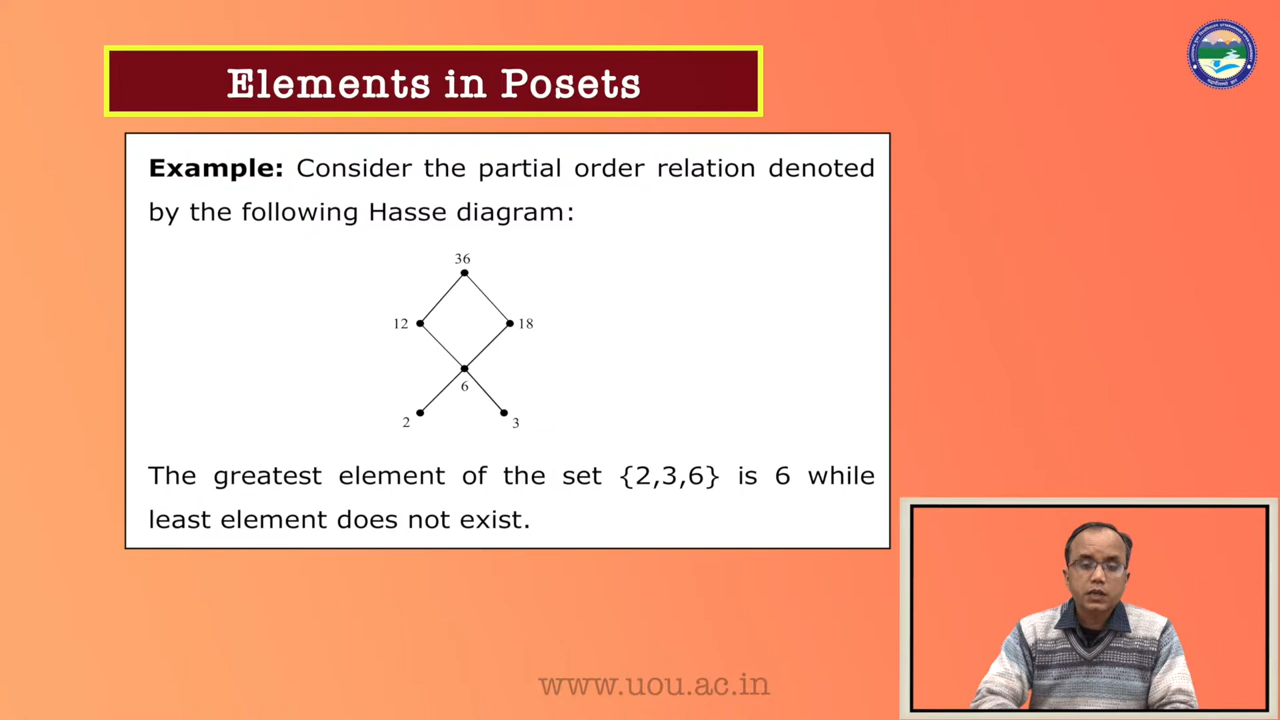 Elements in Posets
Example: Consider the partial order relation denoted
by the following Hasse diagram:
36
12
18
6
2
3
The greatest element of the set {2,3,6} is 6 while
least element does not exist.
www.uou.ac.in